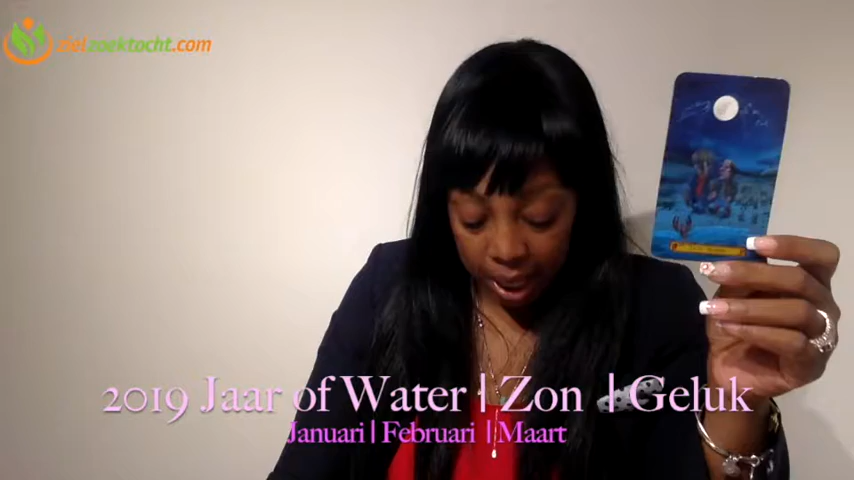 zielzoektocht.com
2019 Jaar of Water | Zon | Geluk
Januari | Februari | Maart